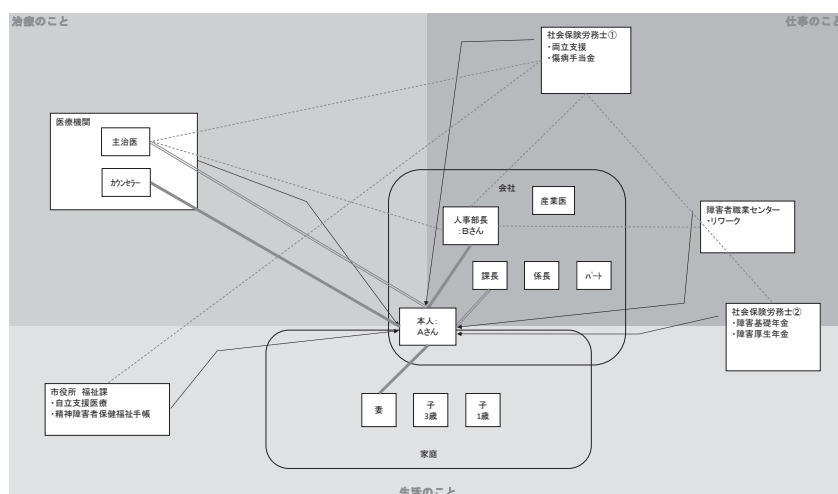 治療のこと
仕事のこと
社会保険労務士①
・両立支援
・傷病手当金
医療機関
主治医
カウンセラー
会社
産業医
人事部長
:Bさん
障害者職業センター
・リワーク
課長
係長
パート
本人:
Aさん
社会保険労務士②
・障害基礎年金
・障害厚生年金
市役所 福祉課
・自立支援医療
・精神障害者保健福祉手帳
妻
子
3歳
子
1歳
家庭
生活のこと